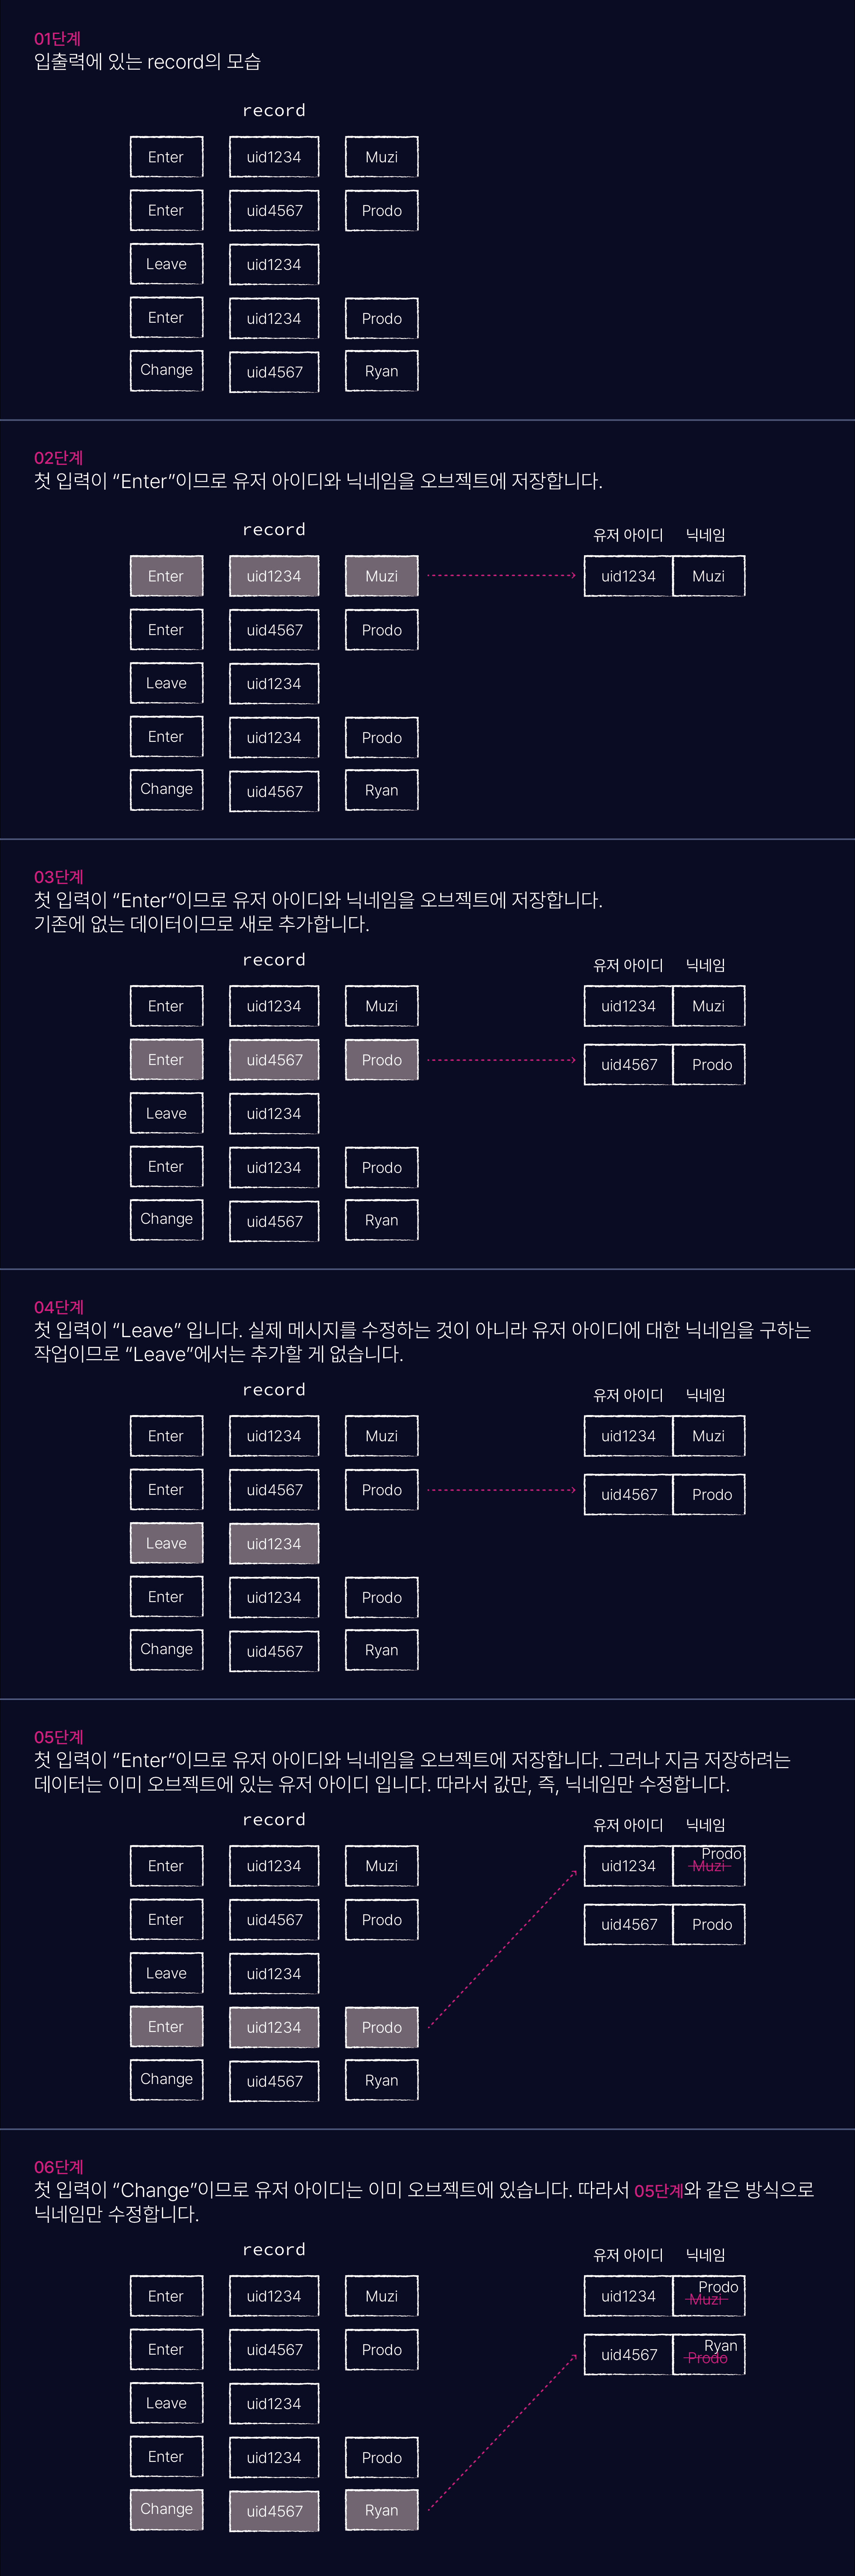 01단계
입출력에 있는 record의 모습
record
Enter uid1234 Muzi
Enter uid4567 Prodo
Leave uid1234
Enter uid1234 Prodo
Change uid4567 Ryan
02단계
첫 입력이 “Enter”이므로 유저 아이디와 닉네임을 오브젝트에 저장합니다.
record 유저 아이디 닉네임
Enter uid1234 Muzi uid1234 Muzi
Enter uid4567 Prodo
Leave uid1234
Enter uid1234 Prodo
Change uid4567 Ryan
03단계
첫 입력이 “Enter”이므로 유저 아이디와 닉네임을 오브젝트에 저장합니다.
기존에 없는 데이터이므로 새로 추가합니다.
record 유저 아이디 닉네임
Enter uid1234 Muzi uid1234 Muzi
Enter uid4567 Prodo uid4567 Prodo
Leave uid1234
Enter uid1234 Prodo
Change uid4567 Ryan
04단계
첫 입력이 “Leave” 입니다. 실제 메시지를 수정하는 것이 아니라 유저 아이디에 대한 닉네임을 구하는
작업이므로 “Leave”에서는 추가할 게 없습니다.
record 유저 아이디 닉네임
Enter uid1234 Muzi uid1234 Muzi
Enter uid4567 Prodo uid4567 Prodo
Leave uid1234
Enter uid1234 Prodo
Change uid4567 Ryan
05단계
첫 입력이 “Enter”이므로 유저 아이디와 닉네임을 오브젝트에 저장합니다. 그러나 지금 저장하려는
데이터는 이미 오브젝트에 있는 유저 아이디 입니다. 따라서 값만, 즉, 닉네임만 수정합니다.
record 유저 아이디 닉네임
Prodo
Enter uid1234 Muzi uid1234 Muzi
Enter uid4567 Prodo uid4567 Prodo
Leave uid1234
Enter uid1234 Prodo
Change uid4567 Ryan
06단계
첫 입력이 “Change”이므로 유저 아이디는 이미 오브젝트에 있습니다. 따라서 05단계와 같은 방식으로
닉네임만 수정합니다.
record 유저 아이디 닉네임
Prodo
Enter uid1234 Muzi uid1234 Muzi
Ryan
Enter uid4567 Prodo uid4567 Prodo
Leave uid1234
Enter uid1234 Prodo
Change uid4567 Ryan